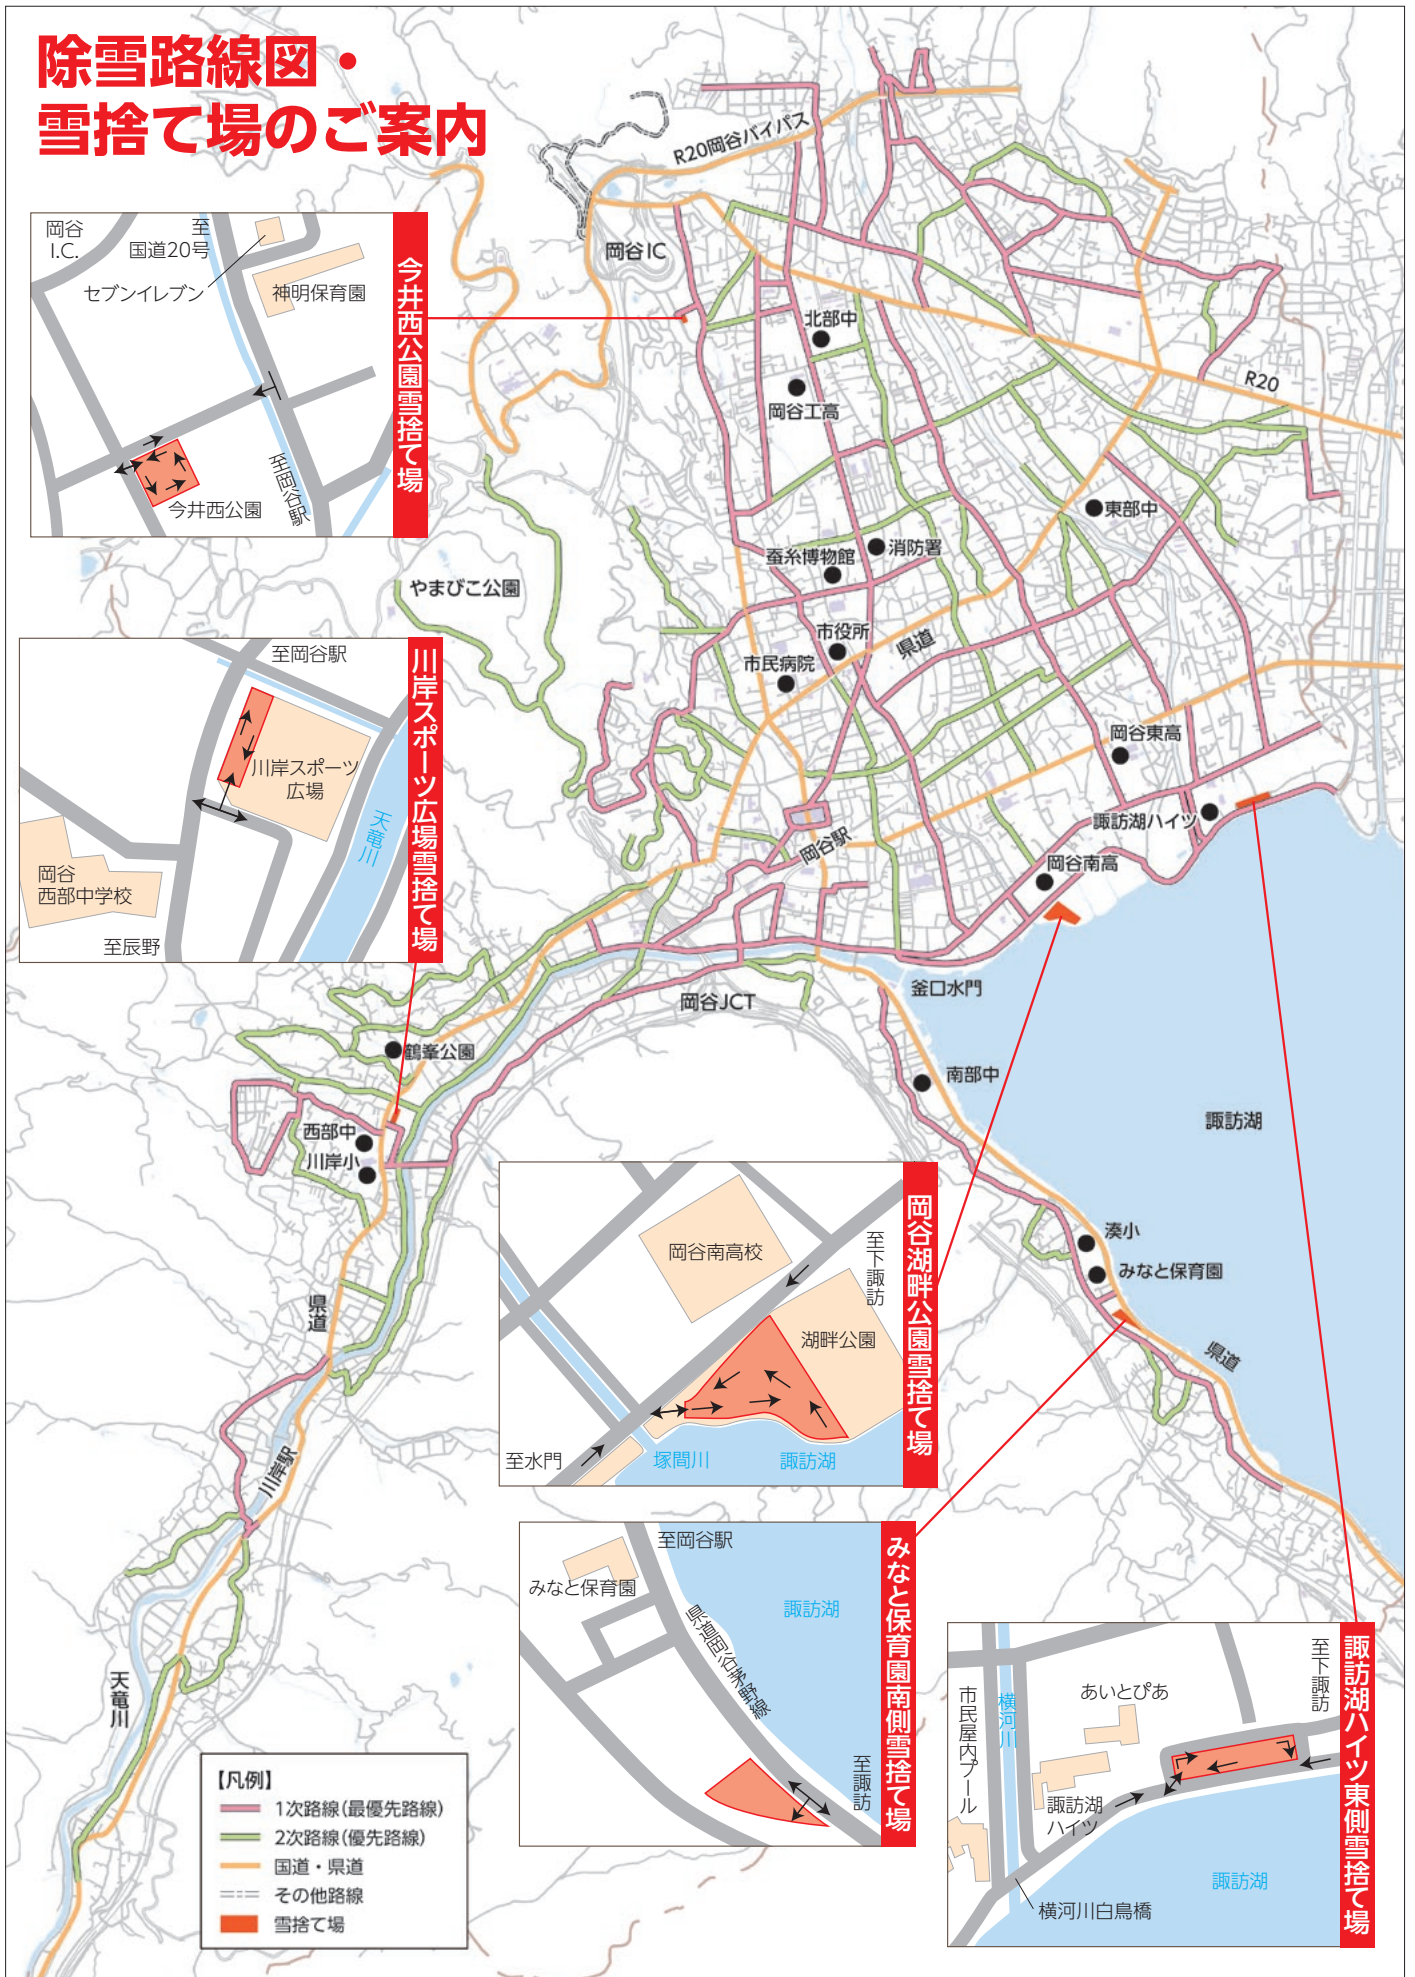 除雪路線図・
雪捨て場のご案内
R20岡谷バイパス
岡谷IC
北部中
岡谷工高
R20
東部中
消防署
蚕糸博物館
やまびこ公園
市役所
県道
市民病院
岡谷東高
諏訪湖ハイツ
岡谷駅
岡谷南高
釜口水門
岡谷JCT
鶴峯公園
南部中
諏訪湖
西部中
川岸小
湊小
みなと保育園
県道
県道
川岸駅
天竜川
今井西公園雪捨て場
岡谷
I.C.
至
国道20号
セブンイレブン
神明保育園
至岡谷駅
今井西公園
川岸スポーツ広場雪捨て場
至岡谷駅
川岸スポーツ
広場
天竜川
岡谷
西部中学校
至辰野
岡谷湖畔公園雪捨て場
岡谷南高校
至下諏訪
湖畔公園
至水門
塚間川
諏訪湖
みなと保育園南側雪捨て場
至岡谷駅
みなと保育園
諏訪湖
県道岡谷茅野線
至諏訪
諏訪湖ハイツ東側雪捨て場
至下諏訪
あいとぴあ
横河川
市民屋内プール
諏訪湖
ハイツ
諏訪湖
横河川白鳥橋
【凡例】
1次路線(最優先路線)
2次路線(優先路線)
国道・県道
その他路線
雪捨て場